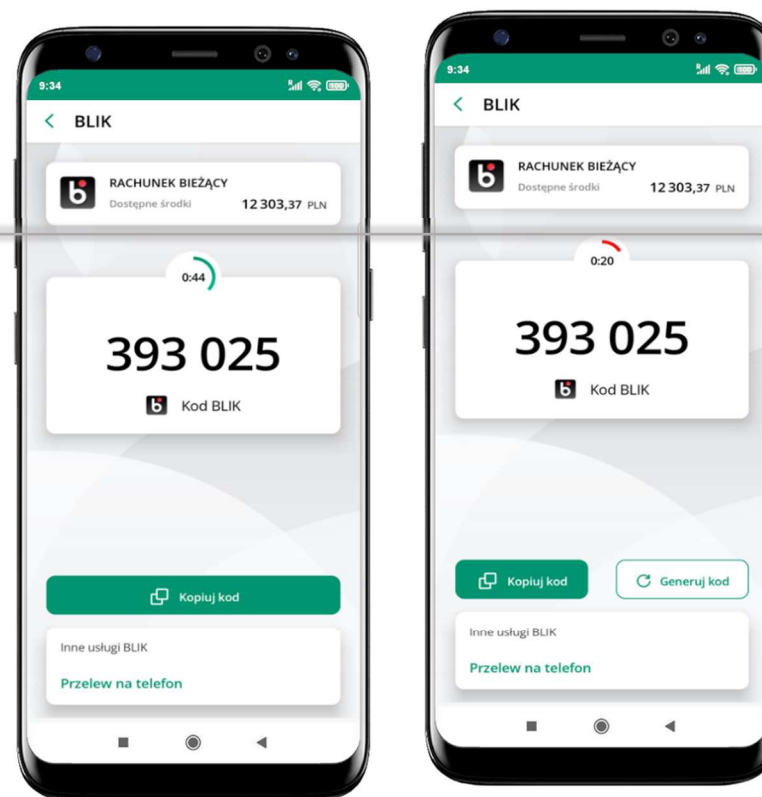 9:34
BLIK
RACHUNEK BIEŻĄCY
Dostępne środki 12 303,37 PLN
0:44
393 025
Kod BLIK
Kopiuj kod
Inne usługi BLIK
Przelew na telefon
9:34
100
BLIK
RACHUNEK BIEŻĄCY
Dostępne środki 12 303,37 PLN
0:20
393 025
Kod BLIK
Kopiuj kod Generuj kod
Inne usługi BLIK
Przelew na telefon